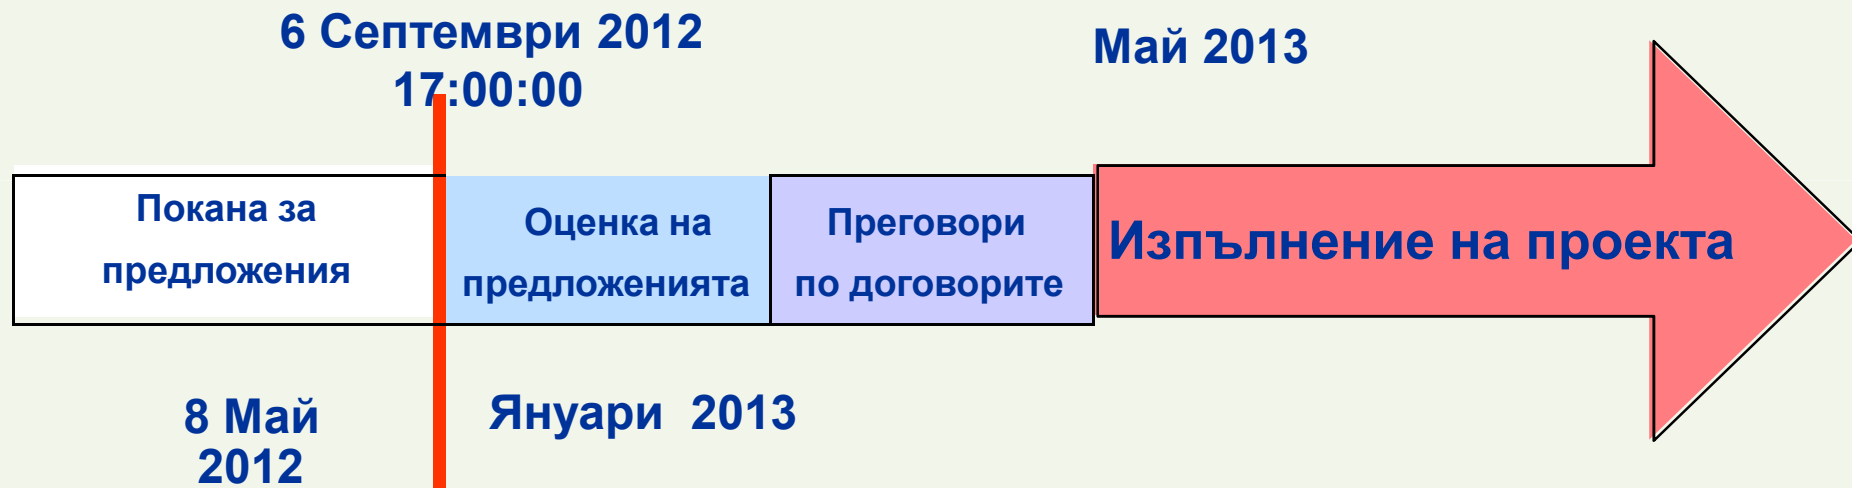 6 Септември 2012
17:00:00
Май 2013
Покана за
предложения
Оценка на
предложенията
Преговори
по договорите
Изпълнение на проекта
8 Май
2012
Януари 2013